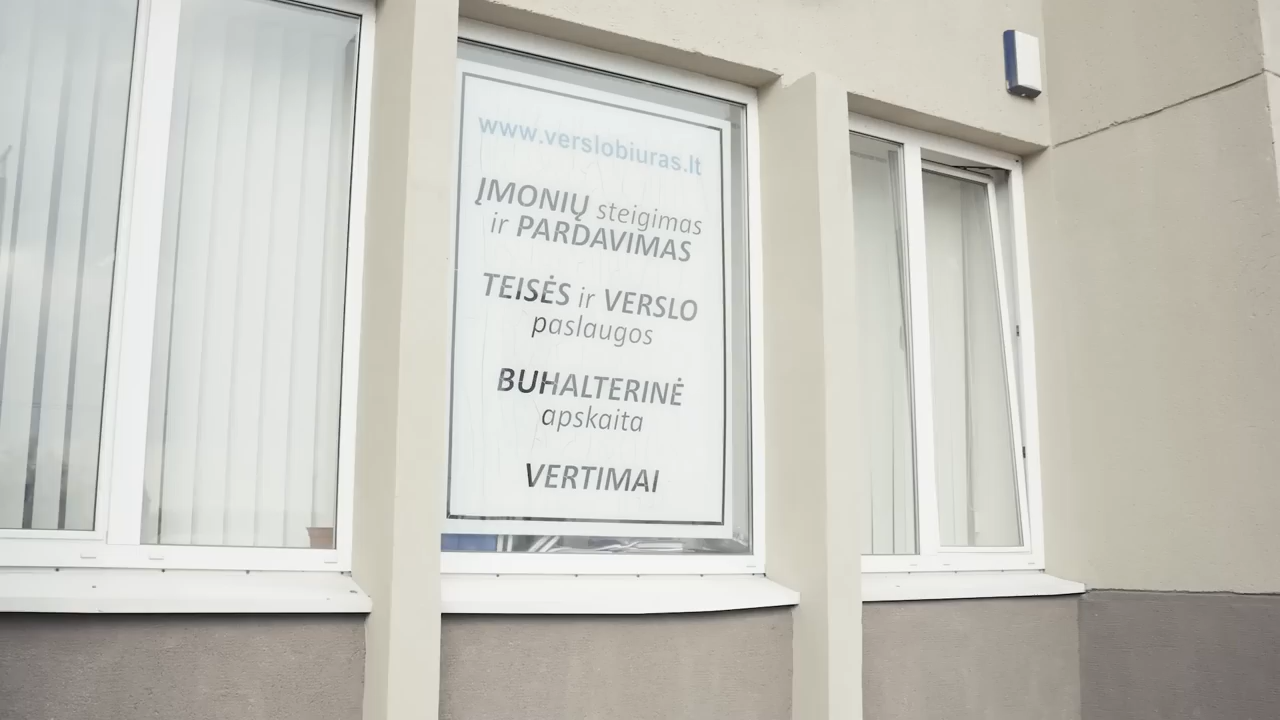 www.verslobiuras.lt
ĮMONIŲ steigimas
ir PARDAVIMAS
TEISĖS ir VERSLO
paslaugos
BUHALTERINĖ
apskaita
VERTIMAI